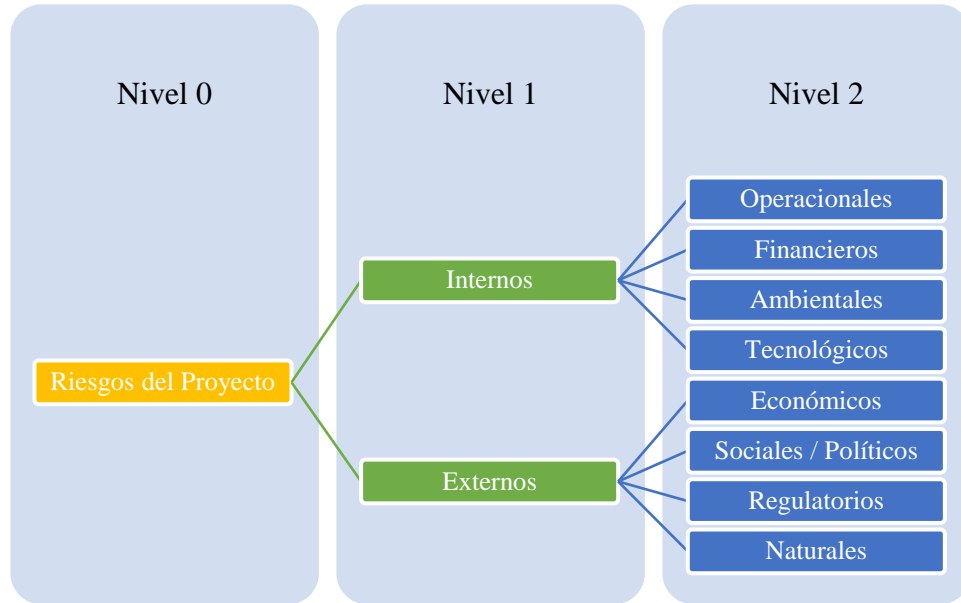 Nivel 0
Nivel 1
Nivel 2
Riesgos del Proyecto
Internos
Externos
Operacionales
Financieros
Ambientales
Tecnológicos
Económicos
Sociales / Políticos
Regulatorios
Naturales